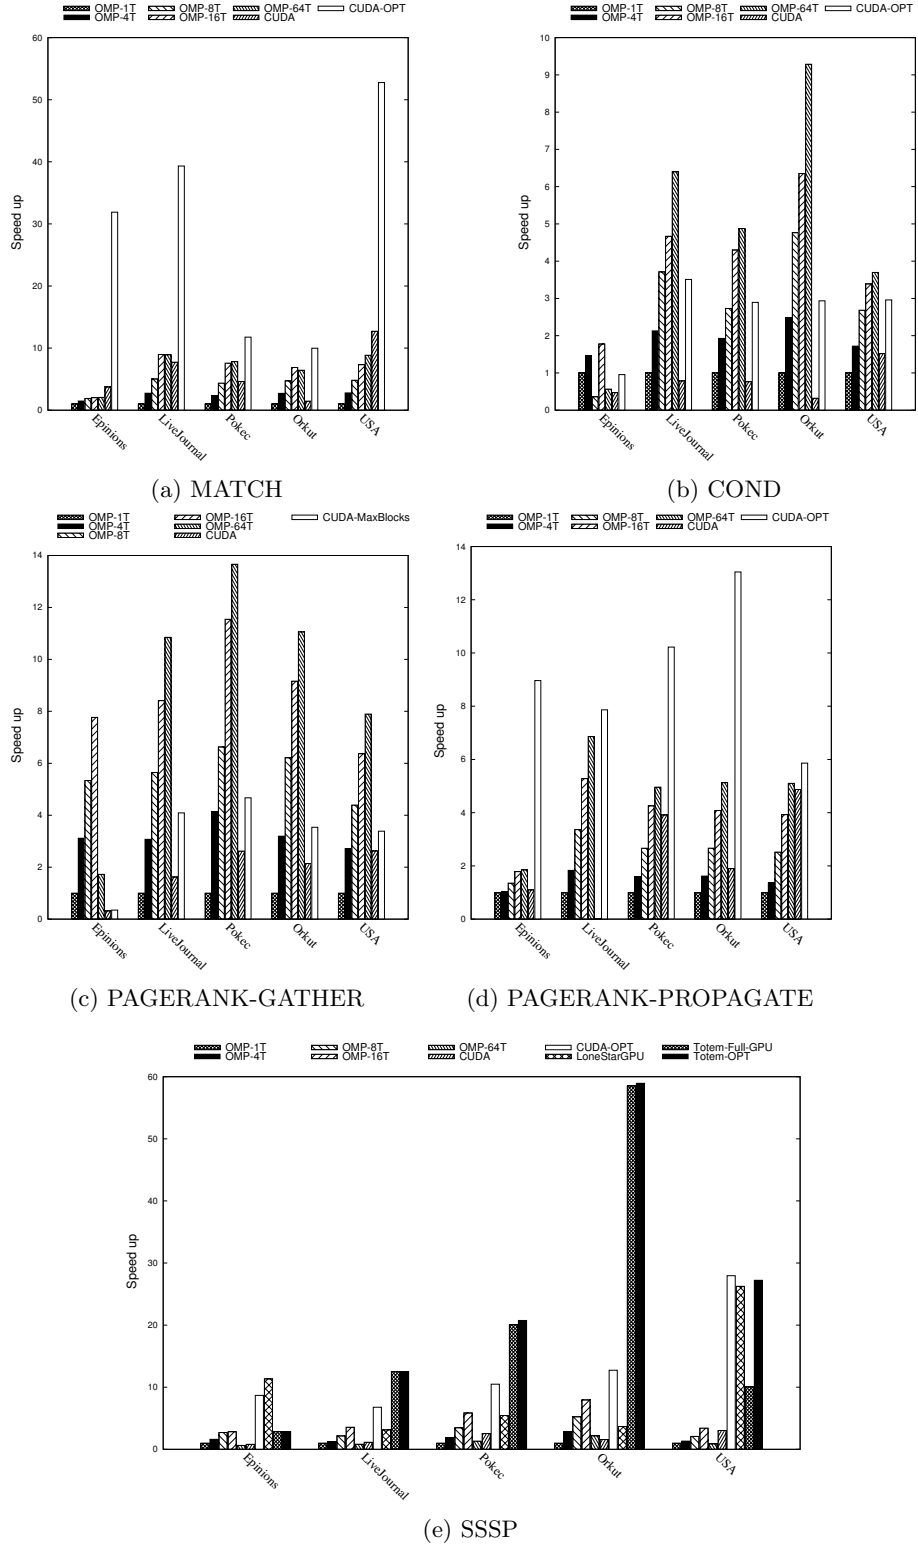 OMP-1T OMP-8T OMP-64T CUDA-OPT
OMP-4T OMP-16T CUDA
60
50
40
30
20
10
0
Speed up
Epinions
LiveJournal
Pokec
Orkut
USA
(a) MATCH
OMP-1T OMP-8T OMP-64T CUDA-OPT
OMP-4T OMP-16T CUDA
10
9
8
7
6
5
4
3
2
1
0
Speed up
Epinions
LiveJournal
Pokec
Orkut
USA
(b) COND
OMP-1T OMP-16T CUDA-MaxBlocks
OMP-4T OMP-64T
OMP-8T CUDA
14
12
10
8
6
4
2
0
Speed up
Epinions
LiveJournal
Pokec
Orkut
USA
(c) PAGERANK-GATHER
OMP-1T OMP-8T OMP-64T CUDA-OPT
OMP-4T OMP-16T CUDA
14
12
10
8
6
4
2
0
Speed up
Epinions
LiveJournal
Pokec
Orkut
USA
(d) PAGERANK-PROPAGATE
OMP-1T OMP-8T OMP-64T CUDA-OPT Totem-Full-GPU
OMP-4T OMP-16T CUDA LoneStarGPU Totem-OPT
60
50
40
30
20
10
0
Speed up
Epinions
LiveJournal
Pokec
Orkut
USA
(e) SSSP